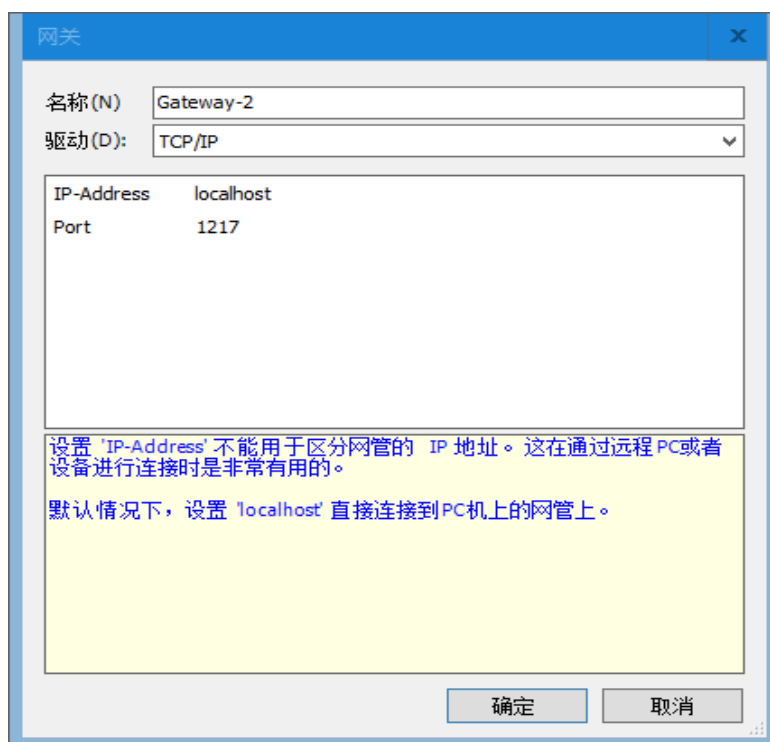 网关
名称(N) Gateway-2
驱动(D): TCP/IP
IP-Address localhost
Port 1217
设置 'IP-Address' 不能用于区分网管的 IP 地址。这在通过远程PC或者
设备进行连接时是非常有用的。
默认情况下，设置 'localhost' 直接连接到PC机上的网管上。
确定 取消